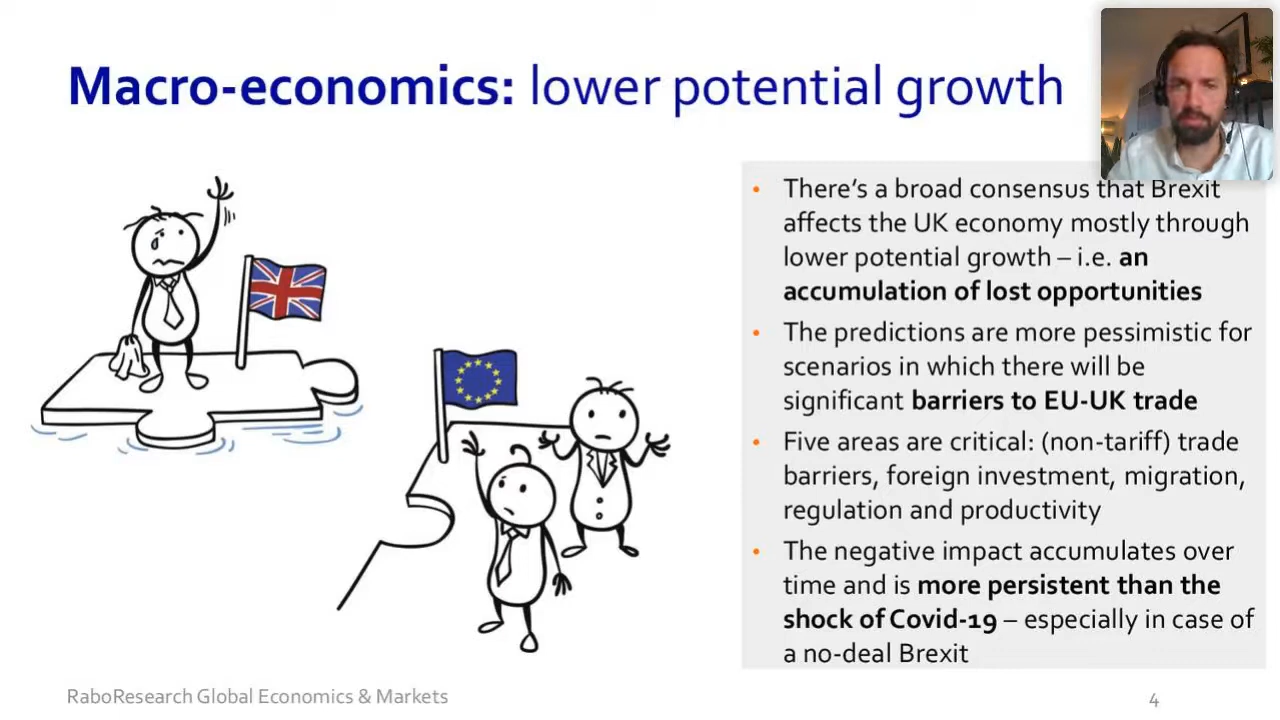 Macro-economics: lower potential growth
• There's a broad consensus that Brexit
affects the UK economy mostly through
lower potential growth – i.e. an
accumulation of lost opportunities
• The predictions are more pessimistic for
scenarios in which there will be
significant barriers to EU-UK trade
• Five areas are critical: (non-tariff) trade
barriers, foreign investment, migration,
regulation and productivity
• The negative impact accumulates over
time and is more persistent than the
shock of Covid-19 – especially in case of
a no-deal Brexit
RaboResearch Global Economics & Markets
4